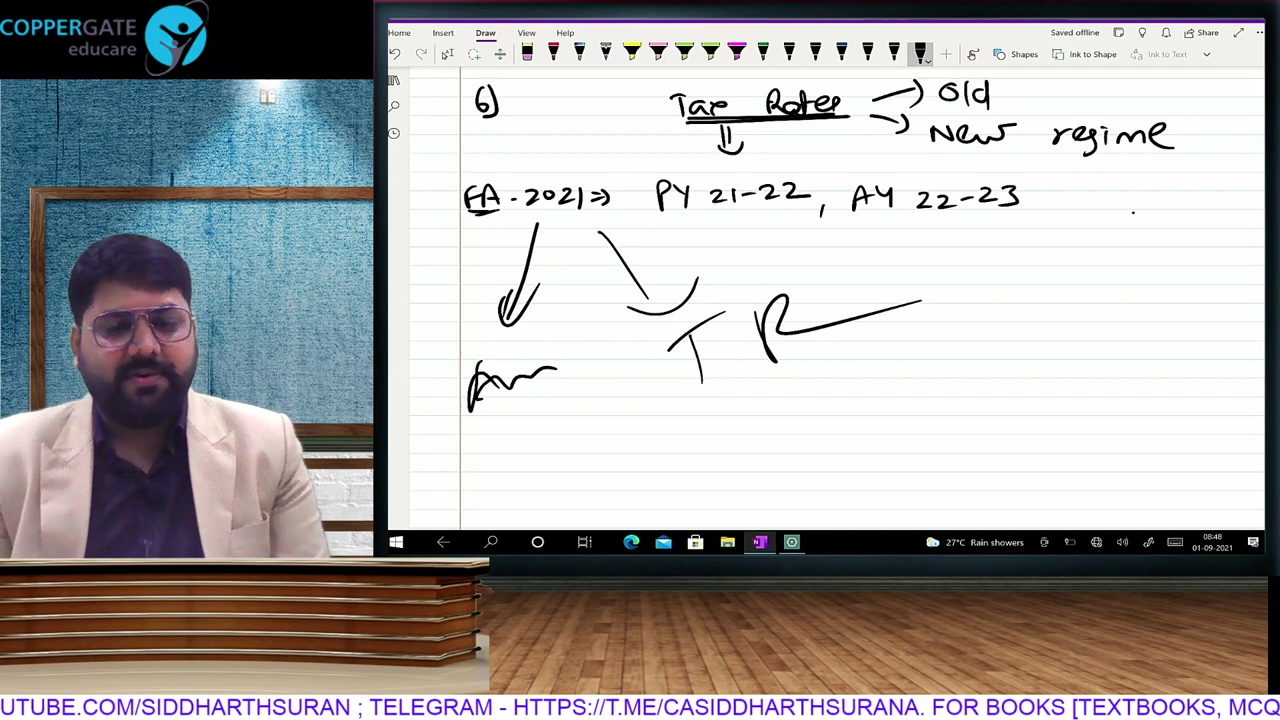 COPPERGATE
educare
Home Insert Draw View Help
Saved offline
Share
Shapes
Ink to Shape
Ink to Text
6) Tax Rates → Old
→ New regime
FA - 2021 ⇒ PY 21-22, AY 22-23
T R
27°C Rain showers
08:48
01-09-2021
UTUBE.COM/SIDDHARTHSURAN ; TELEGRAM - HTTPS://T.ME/CASIDDHARTHSURANA. FOR BOOKS [TEXTBOOKS, MCQ